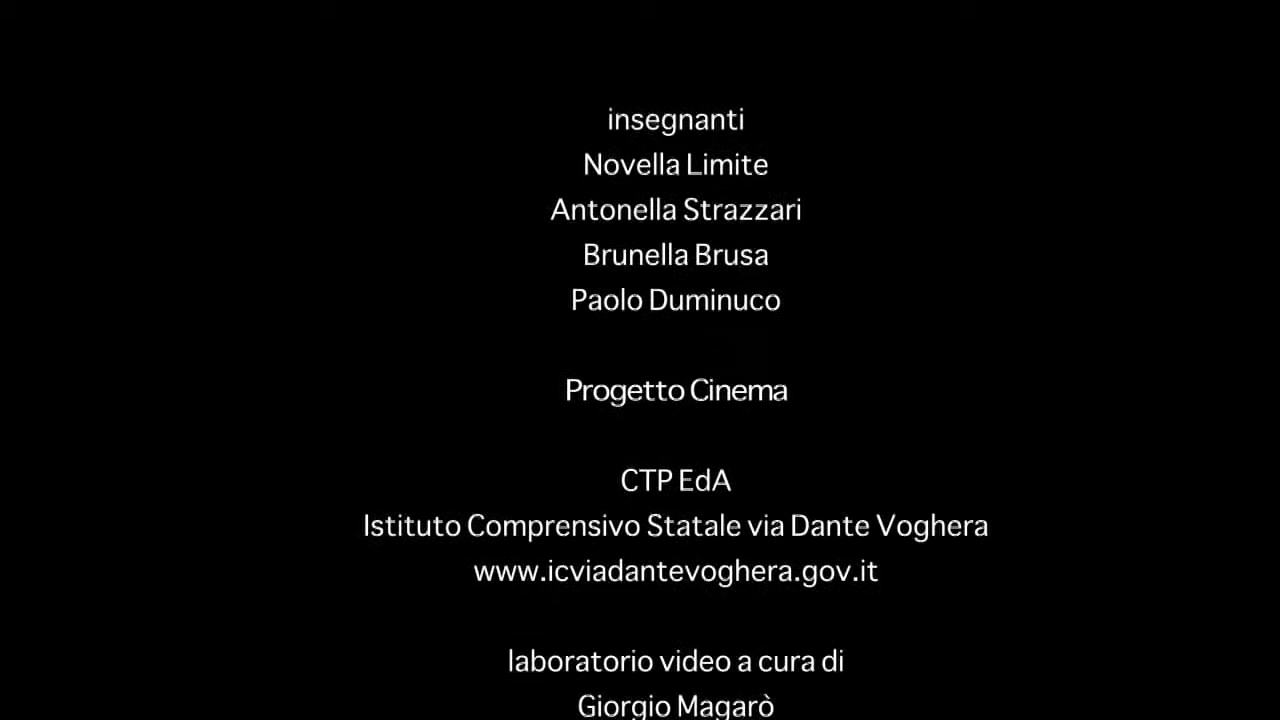 insegnanti
Novella Limite
Antonella Strazzari
Brunella Brusa
Paolo Duminuco
Progetto Cinema
CTP EdA
Istituto Comprensivo Statale via Dante Voghera
www.icviadantevoghera.gov.it
laboratorio video a cura di
Giorgio Magarò